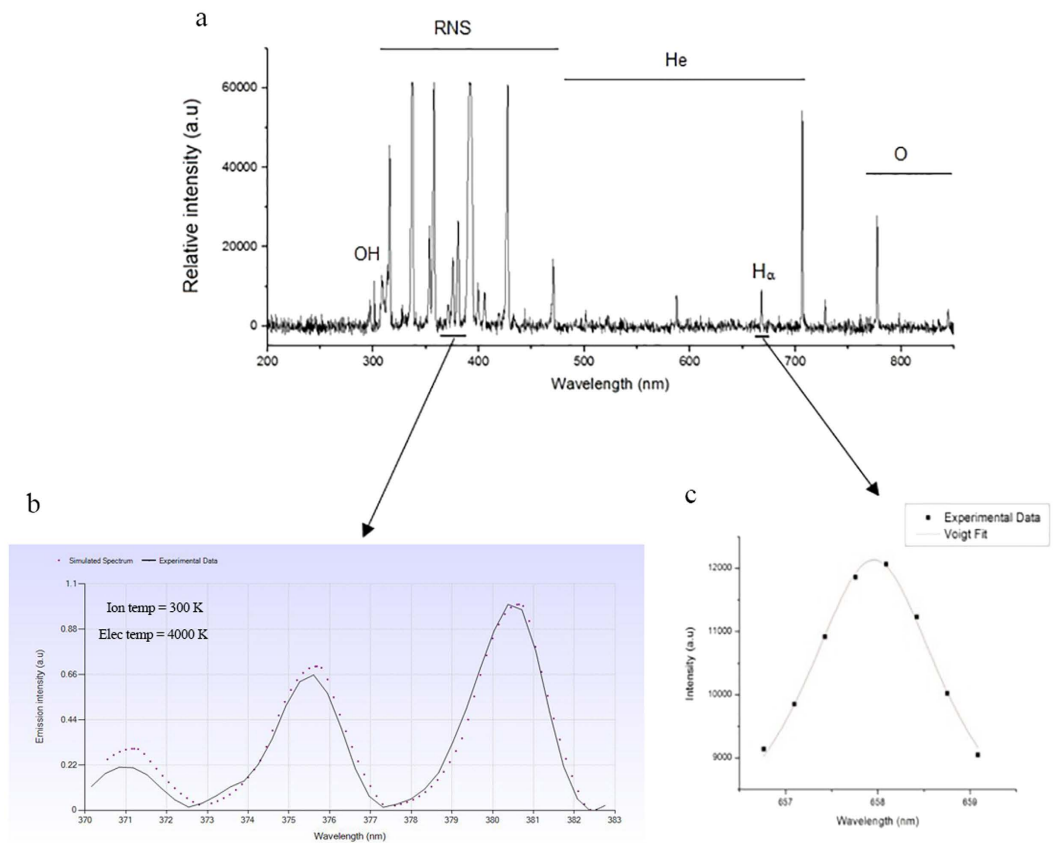 a
RNS
He
O
OH
Hα
Relative intensity (a.u)
60000
40000
20000
0
200 300 400 500 600 700 800
Wavelength (nm)
b
Simulated Spectrum Experimental Data
Ion temp = 300 K
Elec temp = 4000 K
Emission intensity (a.u)
1.1
0.88
0.66
0.44
0.22
0
370 371 372 373 374 375 376 377 378 379 380 381 382 383
Wavelength (nm)
c
Experimental Data
Voigt Fit
Intensity (a.u)
12000
11000
10000
9000
657 658 659
Wavelength (nm)